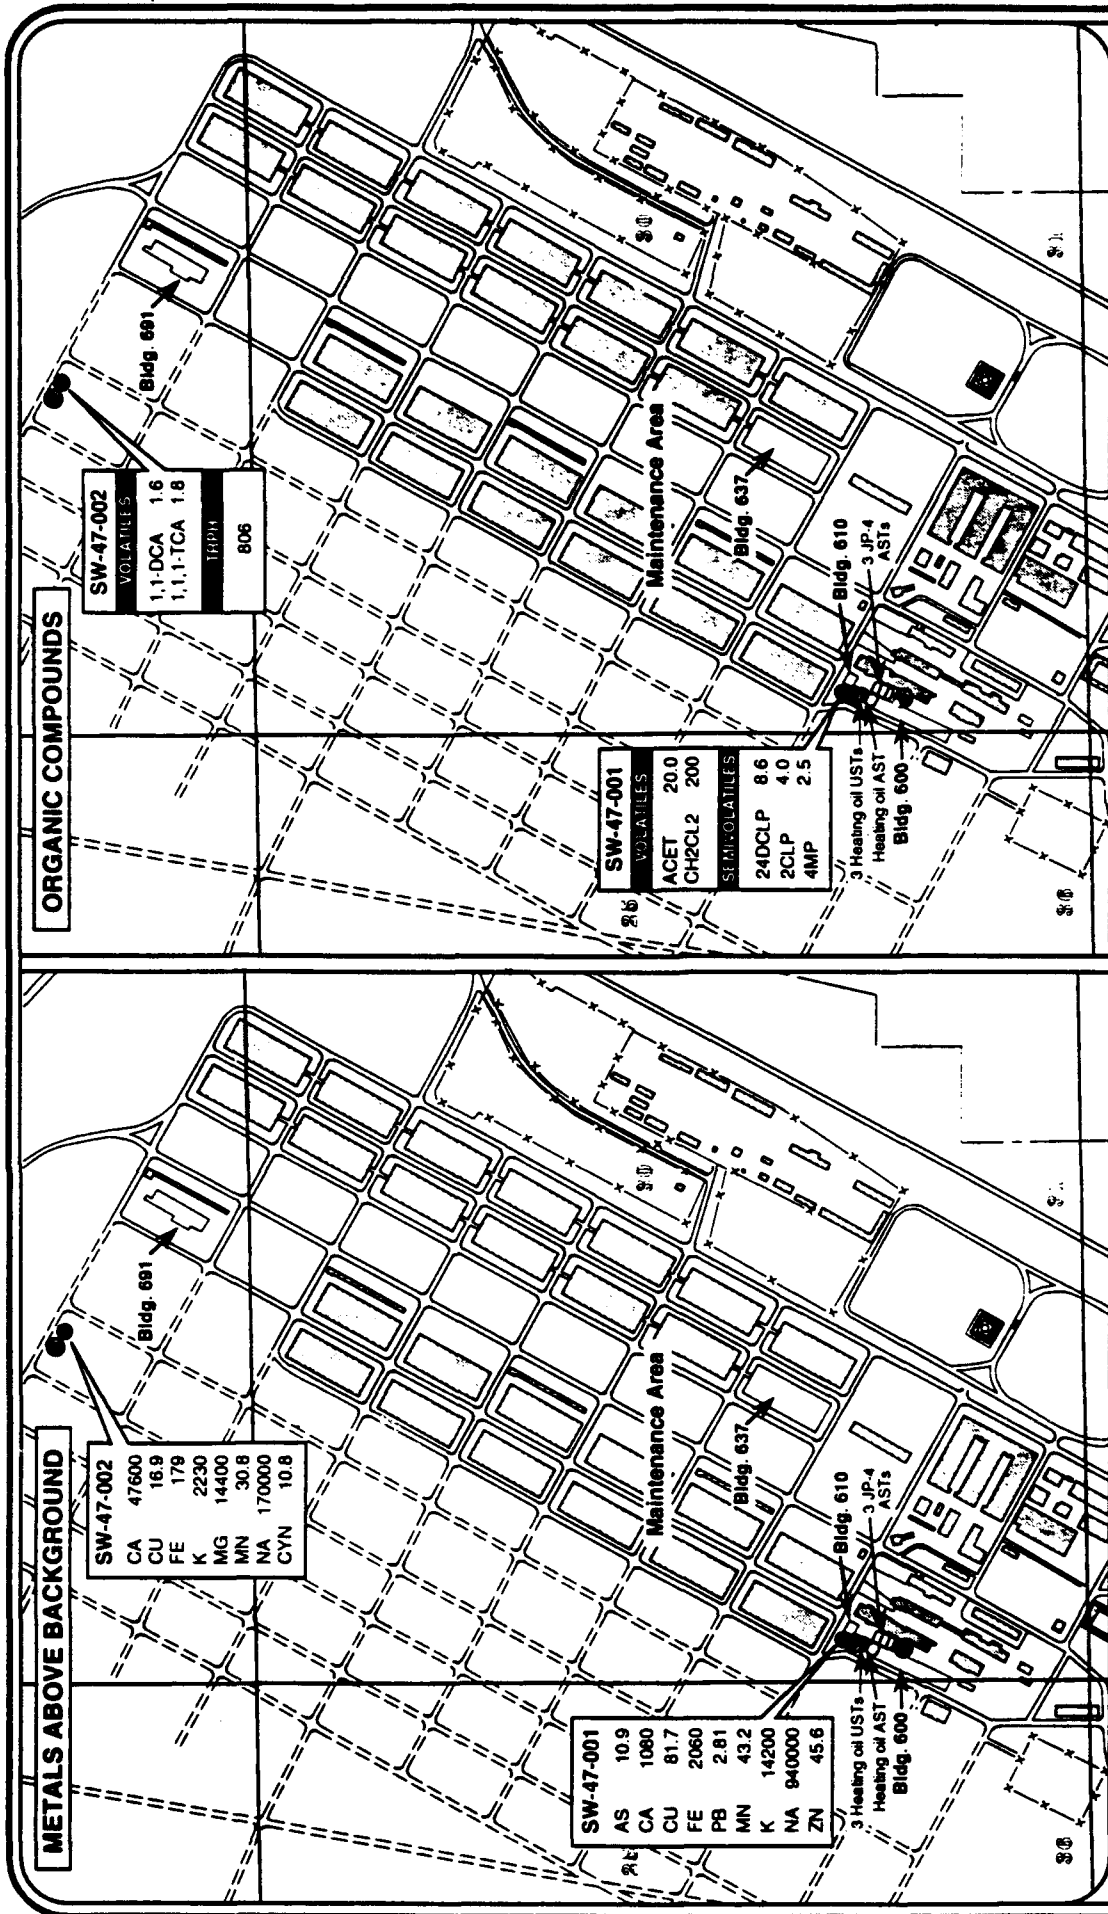 METALS ABOVE BACKGROUND
SW-47-002
CA 47600
CU 16.9
FE 179
K 2230
MG 14400
MN 30.8
NA 170000
CYN 10.8
Bldg. 691
Maintenance Area
Bldg. 637
Bldg. 610
3 JP-4
ASTs
SW-47-001
AS 10.9
CA 1080
CU 81.7
FE 2060
PB 2.81
MN 43.2
K 14200
NA 940000
ZN 45.6
3 Heating oil USTs
Heating oil AST
Bldg. 600
ORGANIC COMPOUNDS
SW-47-002
VOLATILES
1,1-DCA 1.6
1,1,1-TCA 1.8
TRPH
806
Bldg. 691
Maintenance Area
Bldg. 637
Bldg. 610
3 JP-4
ASTs
SW-47-001
VOLATILES
ACET 20.0
CH2CL2 200
SEMIVOLATILES
24DCLP 8.6
2CLP 4.0
4MP 2.5
3 Heating oil USTs
Heating oil AST
Bldg. 600